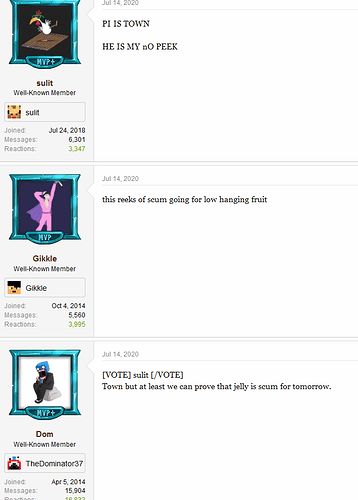 Jul 14, 2020
PI IS TOWN
HE IS MY nO PEEK
MVP+
sulit
Well-Known Member
sulit
Joined: Jul 24, 2018
Messages: 6,301
Reactions: 3,347
Jul 14, 2020
this reeks of scum going for low hanging fruit
MVP
Gikkle
Well-Known Member
Gikkle
Joined: Oct 4, 2014
Messages: 5,560
Reactions: 3,995
Jul 14, 2020
[VOTE] sulit [/VOTE]
Town but at least we can prove that jelly is scum for tomorrow.
MVP+
Dom
Well-Known Member
TheDominator37
Joined: Apr 5, 2014
Messages: 15,904
Reactions: